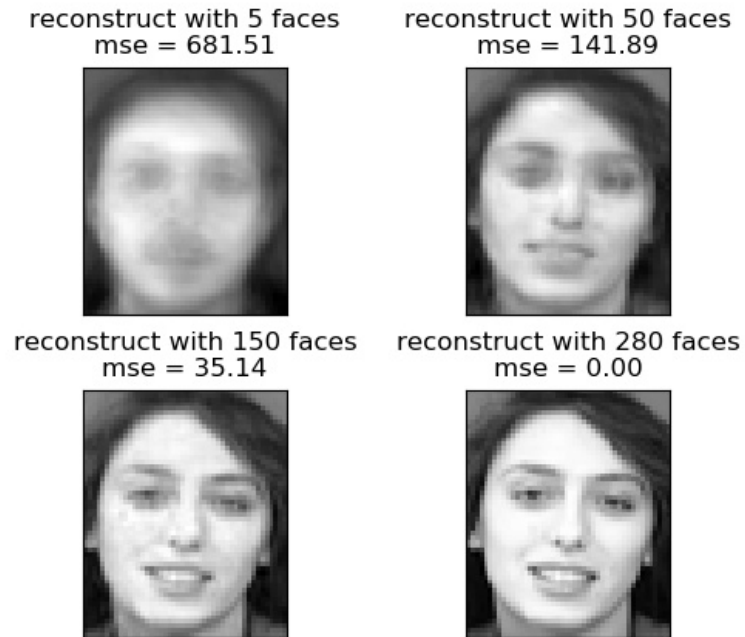 reconstruct with 5 faces
mse = 681.51
reconstruct with 50 faces
mse = 141.89
reconstruct with 150 faces
mse = 35.14
reconstruct with 280 faces
mse = 0.00